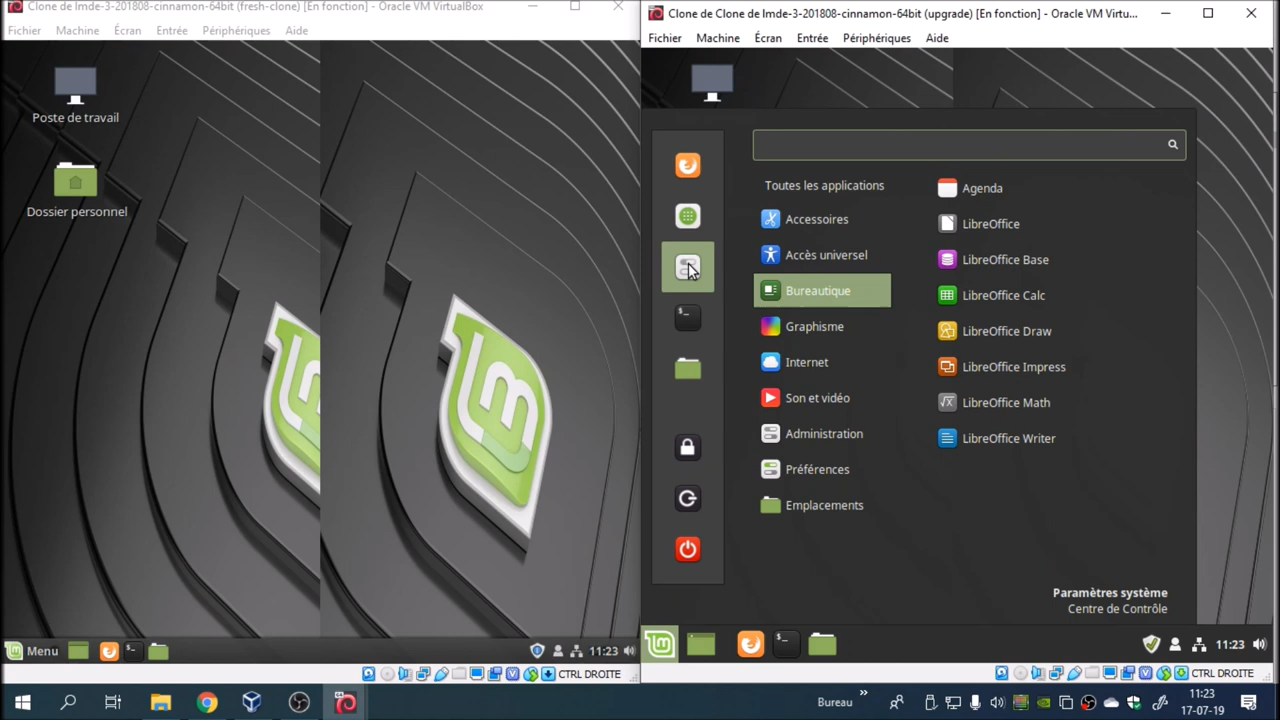 Clone de Clone de lmde-3-201808-cinnamon-64bit (fresh-clone) [En fonction] - Oracle VM VirtualBox
Fichier Machine Écran Entrée Périphériques Aide
Poste de travail
Dossier personnel
Menu
11:23
CTRL DROITE
Clone de Clone de lmde-3-201808-cinnamon-64bit (upgrade) [En fonction] - Oracle VM Virtu...
Fichier Machine Écran Entrée Périphériques Aide
Toutes les applications
Accessoires
Accès universel
Bureautique
Graphisme
Internet
Son et vidéo
Administration
Préférences
Emplacements
Agenda
LibreOffice
LibreOffice Base
LibreOffice Calc
LibreOffice Draw
LibreOffice Impress
LibreOffice Math
LibreOffice Writer
Paramètres système
Centre de Contrôle
11:23
CTRL DROITE
Bureau
11:23
17-07-19